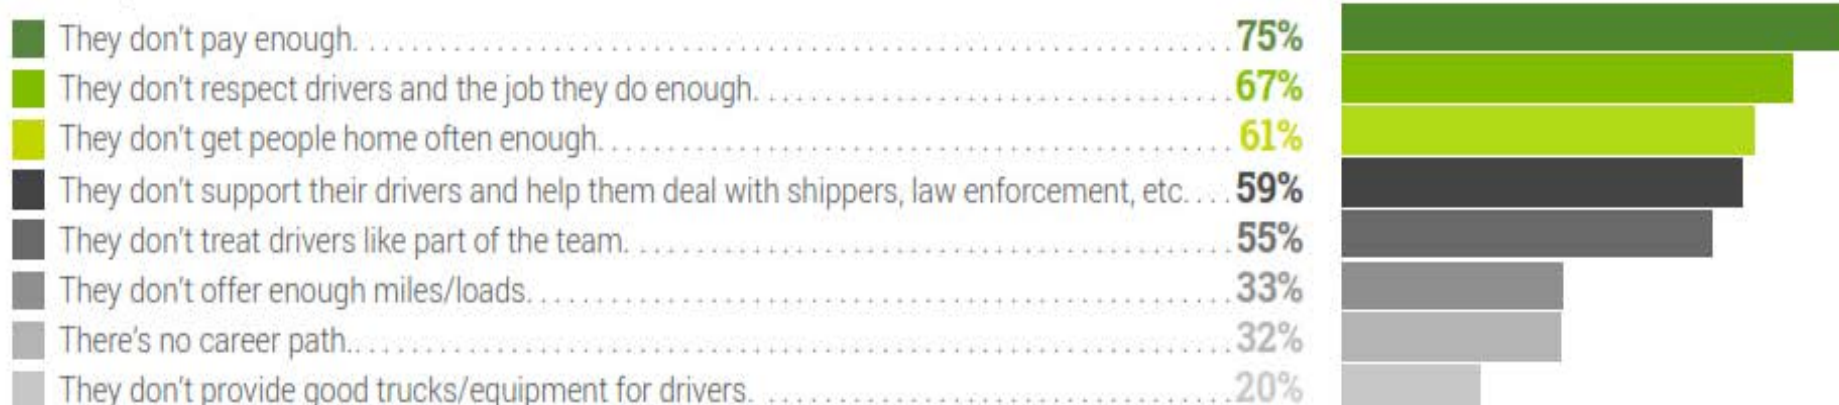 They don't pay enough. . . . . . . . . . . . . . . . . . . . . . . . . . . . . . . . . . . . . . . . . . . . . . . . . . . . . . 75%
They don't respect drivers and the job they do enough. . . . . . . . . . . . . . . . . . . . . . . . . . . . . 67%
They don't get people home often enough. . . . . . . . . . . . . . . . . . . . . . . . . . . . . . . . . . . . . . 61%
They don't support their drivers and help them deal with shippers, law enforcement, etc. . . . 59%
They don't treat drivers like part of the team. . . . . . . . . . . . . . . . . . . . . . . . . . . . . . . . . . . . . 55%
They don't offer enough miles/loads. . . . . . . . . . . . . . . . . . . . . . . . . . . . . . . . . . . . . . . . . . . 33%
There's no career path.. . . . . . . . . . . . . . . . . . . . . . . . . . . . . . . . . . . . . . . . . . . . . . . . . . . . . 32%
They don't provide good trucks/equipment for drivers. . . . . . . . . . . . . . . . . . . . . . . . . . . . . 20%